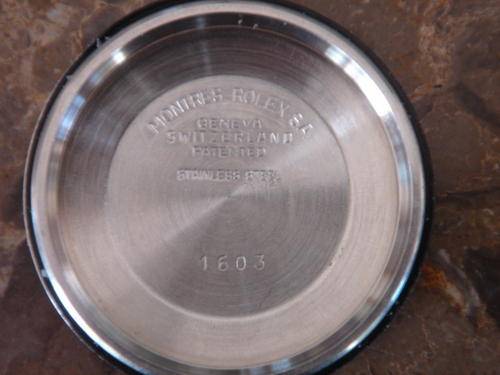 MONTRES ROLEX SA
GENEVA
SWITZERLAND
PATENTED
STAINLESS STEEL
1603